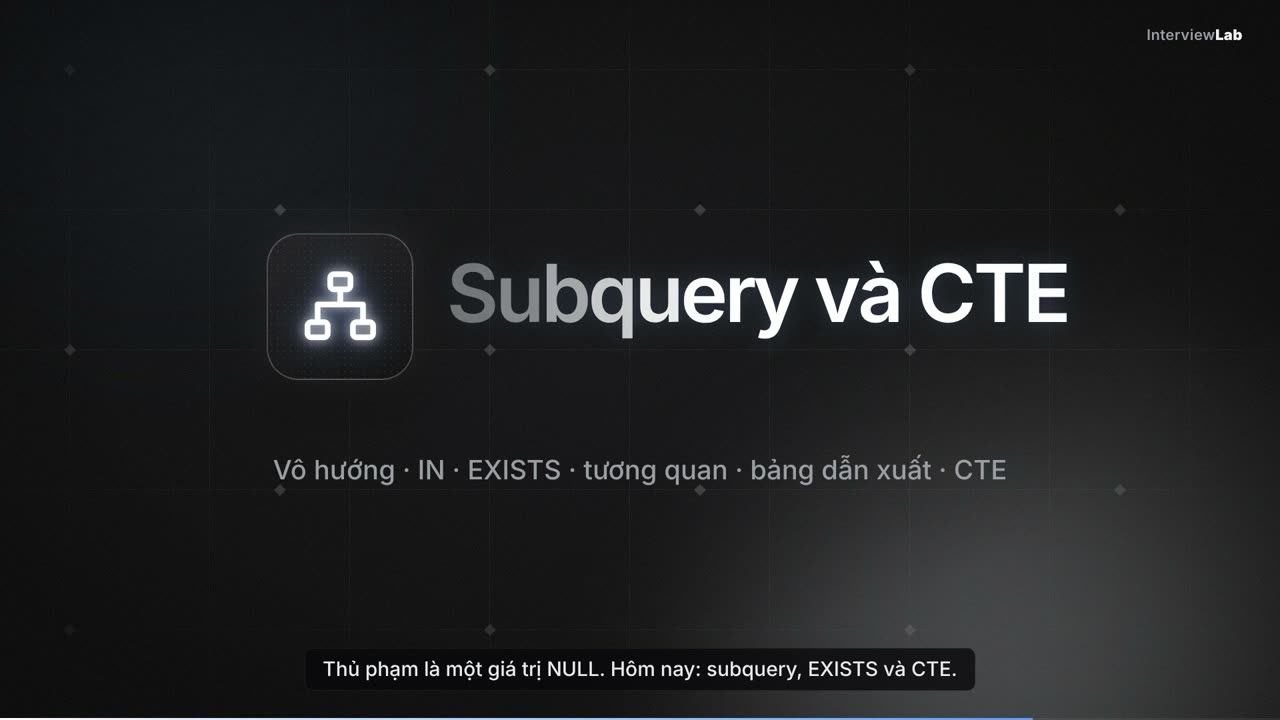 InterviewLab
Subquery và CTE
Vô hướng · IN · EXISTS · tương quan · bảng dẫn xuất · CTE
Thủ phạm là một giá trị NULL. Hôm nay: subquery, EXISTS và CTE.